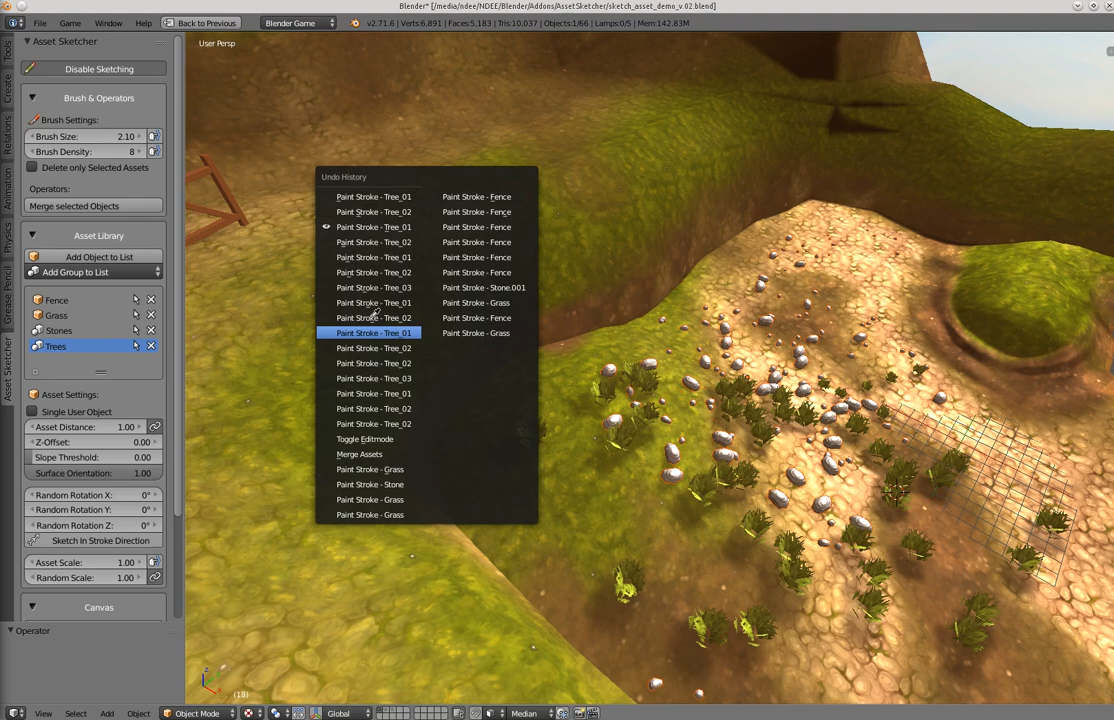 Blender* [/media/ndee/NDEE/Blender/Addons/AssetSketcher/sketch_asset_demo_v.02.blend]
File Game Window Help Back to Previous Blender Game v2.71.6 | Verts:6,891 | Faces:5,183 | Tris:10,037 | Objects:1/66 | Lamps:0/5 | Mem:142.83M
Tools
Create
Relations
Animation
Physics
Grease Pencil
Asset Sketcher
Asset Sketcher
Disable Sketching
Brush & Operators
Brush Settings:
Brush Size: 2.10
Brush Density: 8
Delete only Selected Assets
Operators:
Merge selected Objects
Asset Library
Add Object to List
Add Group to List
Fence
Grass
Stones
Trees
Asset Settings:
Single User Object
Asset Distance: 1.00
Z-Offset: 0.00
Slope Threshold: 0.00
Surface Orientation: 1.00
Random Rotation X: 0°
Random Rotation Y: 0°
Random Rotation Z: 0°
Sketch In Stroke Direction
Asset Scale: 1.00
Random Scale: 1.00
Canvas
Operator
User Persp
Undo History
Paint Stroke - Tree_01
Paint Stroke - Tree_02
Paint Stroke - Tree_01
Paint Stroke - Tree_02
Paint Stroke - Tree_01
Paint Stroke - Tree_02
Paint Stroke - Tree_03
Paint Stroke - Tree_01
Paint Stroke - Tree_02
Paint Stroke - Tree_01
Paint Stroke - Tree_02
Paint Stroke - Tree_02
Paint Stroke - Tree_03
Paint Stroke - Tree_01
Paint Stroke - Tree_02
Paint Stroke - Tree_02
Toggle Editmode
Merge Assets
Paint Stroke - Grass
Paint Stroke - Stone
Paint Stroke - Grass
Paint Stroke - Grass
Paint Stroke - Fence
Paint Stroke - Fence
Paint Stroke - Fence
Paint Stroke - Fence
Paint Stroke - Fence
Paint Stroke - Fence
Paint Stroke - Stone.001
Paint Stroke - Grass
Paint Stroke - Fence
Paint Stroke - Grass
z
x
(18)
View Select Add Object Object Mode Global Median